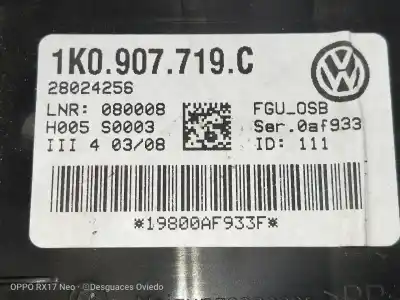 1K0.907.719.C
28024256
LNR: 080008 FGU_OSB
H005 S0003 Ser.0af933
III 4 03/08 ID: 111
*19800AF933F*
OPPO RX17 Neo · @Desguaces Oviedo